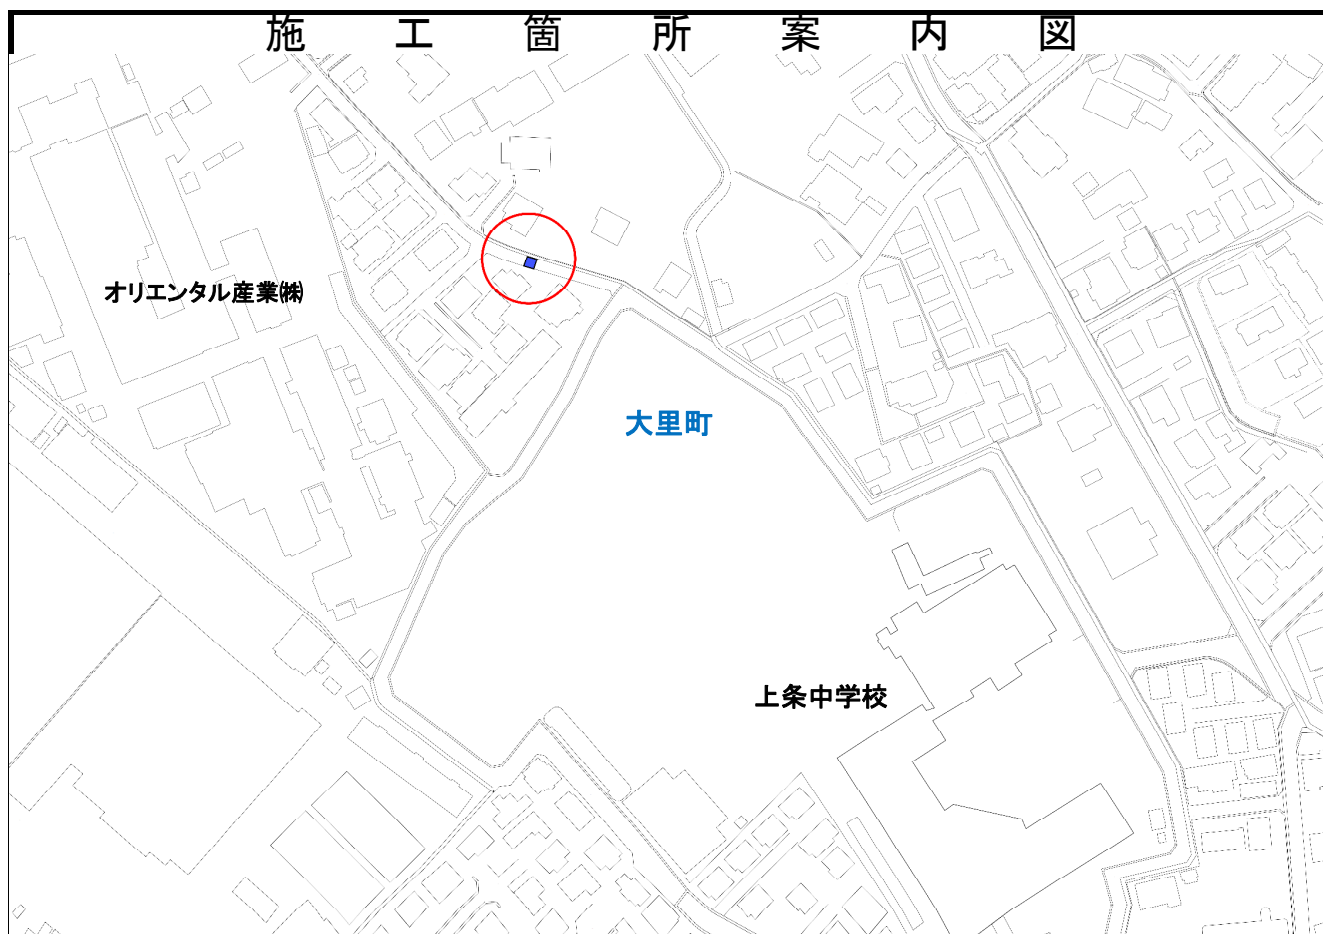 施工箇所案内図
オリエンタル産業㈱
大里町
上条中学校